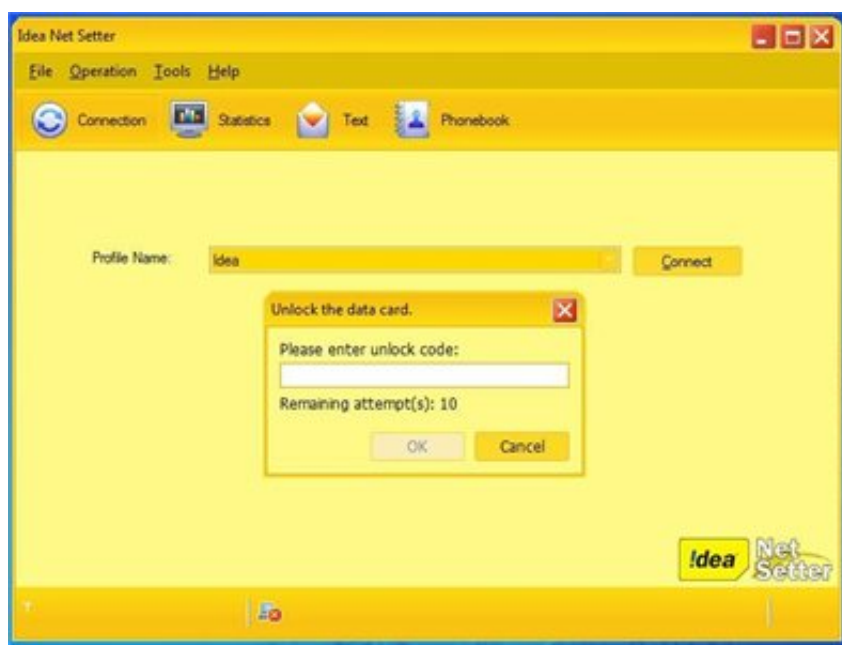 Idea Net Setter
File Operation Tools Help
Connection Statistics Text Phonebook
Profile Name: Idea Connect
Unlock the data card.
Please enter unlock code:
Remaining attempt(s): 10
OK Cancel
!dea Net
Setter